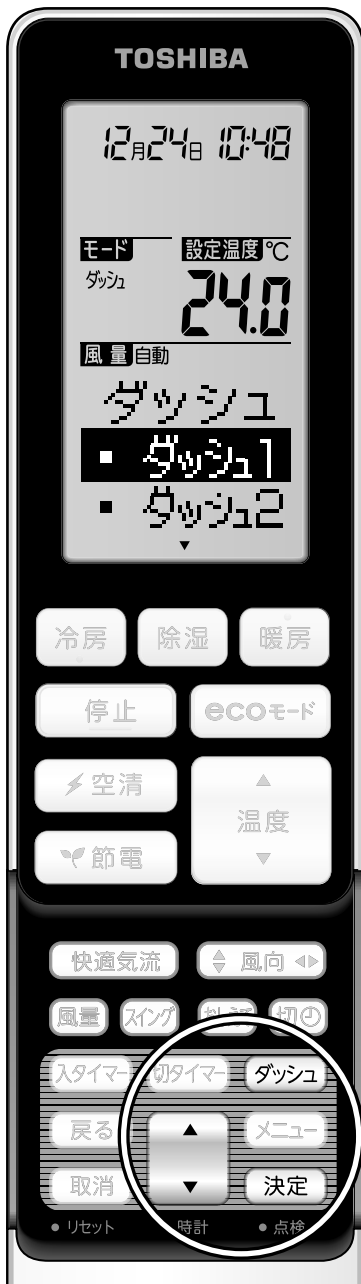 TOSHIBA
12月24日 10:48
モード 設定温度 ℃
ダッシュ 24.0
風量 自動
ダッシュ
▪ ダッシュ1
▪ ダッシュ2
▼
冷房 除湿 暖房
停止 ecoモード
空清 ▲
温度
節電 ▼
快適気流 風向
風量 スイング 切
入タイマー 切タイマー ダッシュ
戻る ▲ メニュー
取消 ▼ 決定
• リセット 時計 • 点検